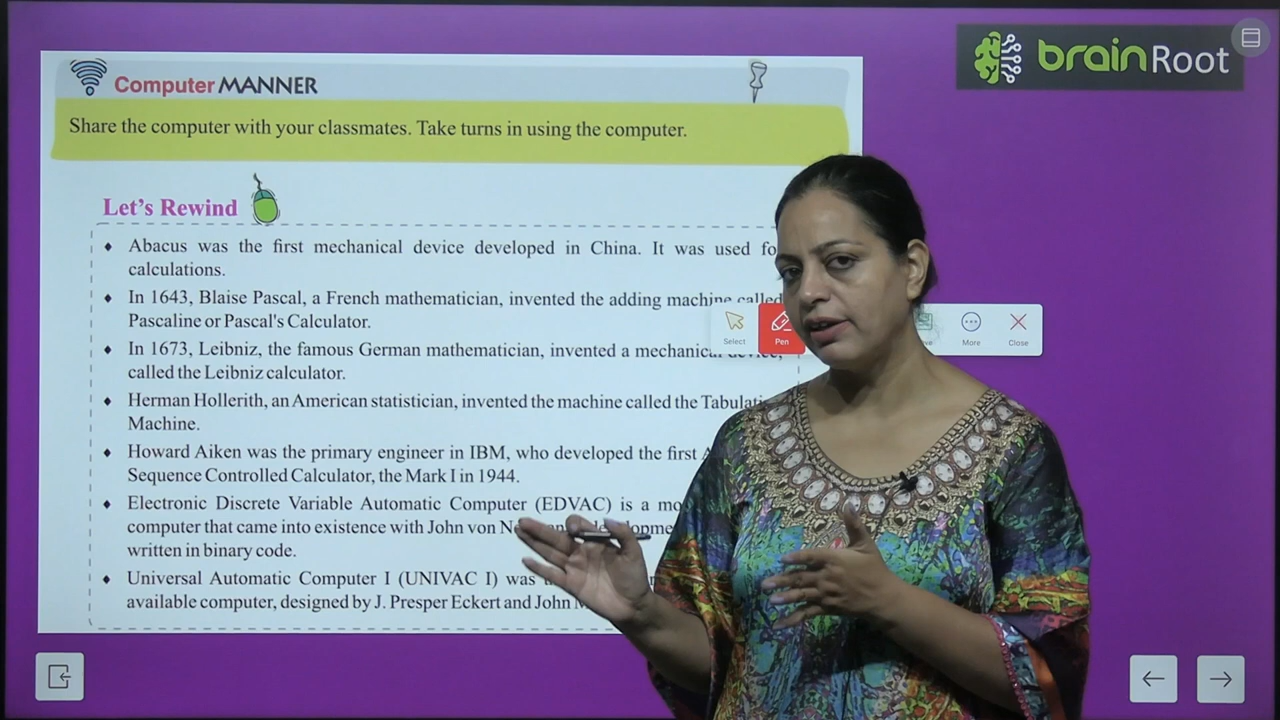 brainRoot
Computer MANNER
Share the computer with your classmates. Take turns in using the computer.
Let's Rewind
Abacus was the first mechanical device developed in China. It was used fo
calculations.
In 1643, Blaise Pascal, a French mathematician, invented the adding machine called
Pascaline or Pascal's Calculator.
In 1673, Leibniz, the famous German mathematician, invented a mechanical device,
called the Leibniz calculator.
Herman Hollerith, an American statistician, invented the machine called the Tabulati
Machine.
Howard Aiken was the primary engineer in IBM, who developed the first A
Sequence Controlled Calculator, the Mark I in 1944.
Electronic Discrete Variable Automatic Computer (EDVAC) is a mo
computer that came into existence with John von
written in binary code.
Universal Automatic Computer I (UNIVAC I) was
available computer, designed by J. Presper Eckert and John
Select Pen More Close